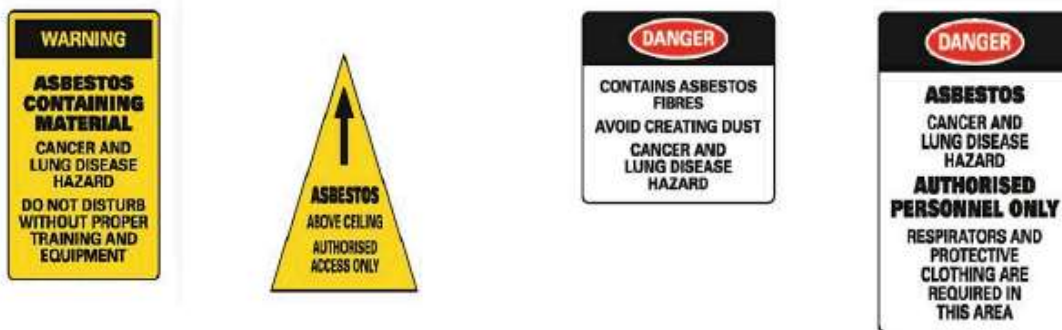 WARNING
ASBESTOS
CONTAINING
MATERIAL
CANCER AND
LUNG DISEASE
HAZARD
DO NOT DISTURB
WITHOUT PROPER
TRAINING AND
EQUIPMENT
ASBESTOS
ABOVE CEILING
AUTHORISED
ACCESS ONLY
DANGER
CONTAINS ASBESTOS
FIBRES
AVOID CREATING DUST
CANCER AND
LUNG DISEASE
HAZARD
DANGER
ASBESTOS
CANCER AND
LUNG DISEASE
HAZARD
AUTHORISED
PERSONNEL ONLY
RESPIRATORS AND
PROTECTIVE
CLOTHING ARE
REQUIRED IN
THIS AREA